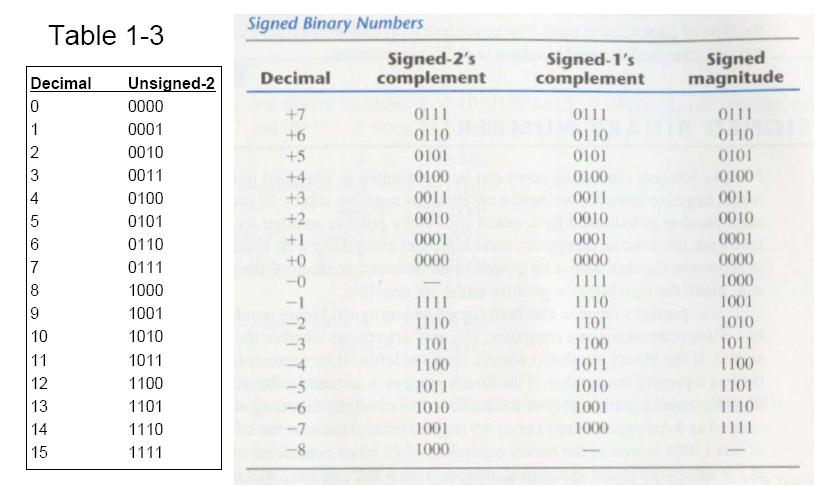 Table 1-3
Decimal Unsigned-2
0 0000
1 0001
2 0010
3 0011
4 0100
5 0101
6 0110
7 0111
8 1000
9 1001
10 1010
11 1011
12 1100
13 1101
14 1110
15 1111
Signed Binary Numbers
Decimal Signed-2's complement Signed-1's complement Signed magnitude
+7 0111 0111 0111
+6 0110 0110 0110
+5 0101 0101 0101
+4 0100 0100 0100
+3 0011 0011 0011
+2 0010 0010 0010
+1 0001 0001 0001
+0 0000 0000 0000
−0 — 1111 1000
−1 1111 1110 1001
−2 1110 1101 1010
−3 1101 1100 1011
−4 1100 1011 1100
−5 1011 1010 1101
−6 1010 1001 1110
−7 1001 1000 1111
−8 1000 — —